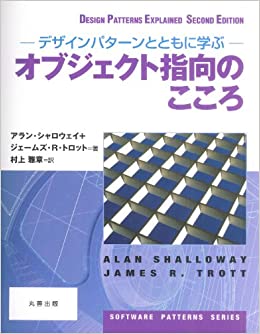 DESIGN PATTERNS EXPLAINED SECOND EDITION
デザインパターンとともに学ぶ
オブジェクト指向の
こころ
アラン・シャロウェイ+
ジェームズ・R・トロット=著
村上 雅章=訳
ALAN SHALLOWAY
JAMES R. TROTT
丸善出版
SOFTWARE PATTERNS SERIES